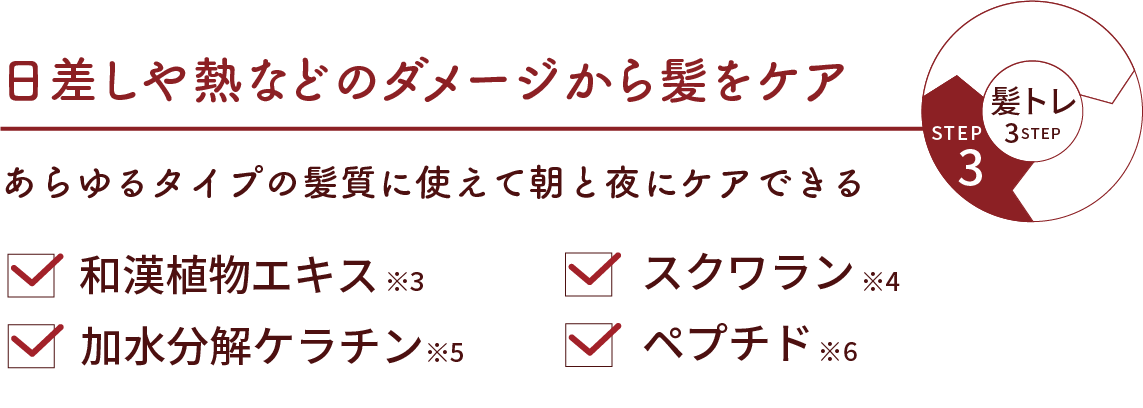 日差しや熱などのダメージから髪をケア
髪トレ
3STEP
STEP
3
あらゆるタイプの髪質に使えて朝と夜にケアできる
和漢植物エキス※3
スクワラン※4
加水分解ケラチン※5
ペプチド※6